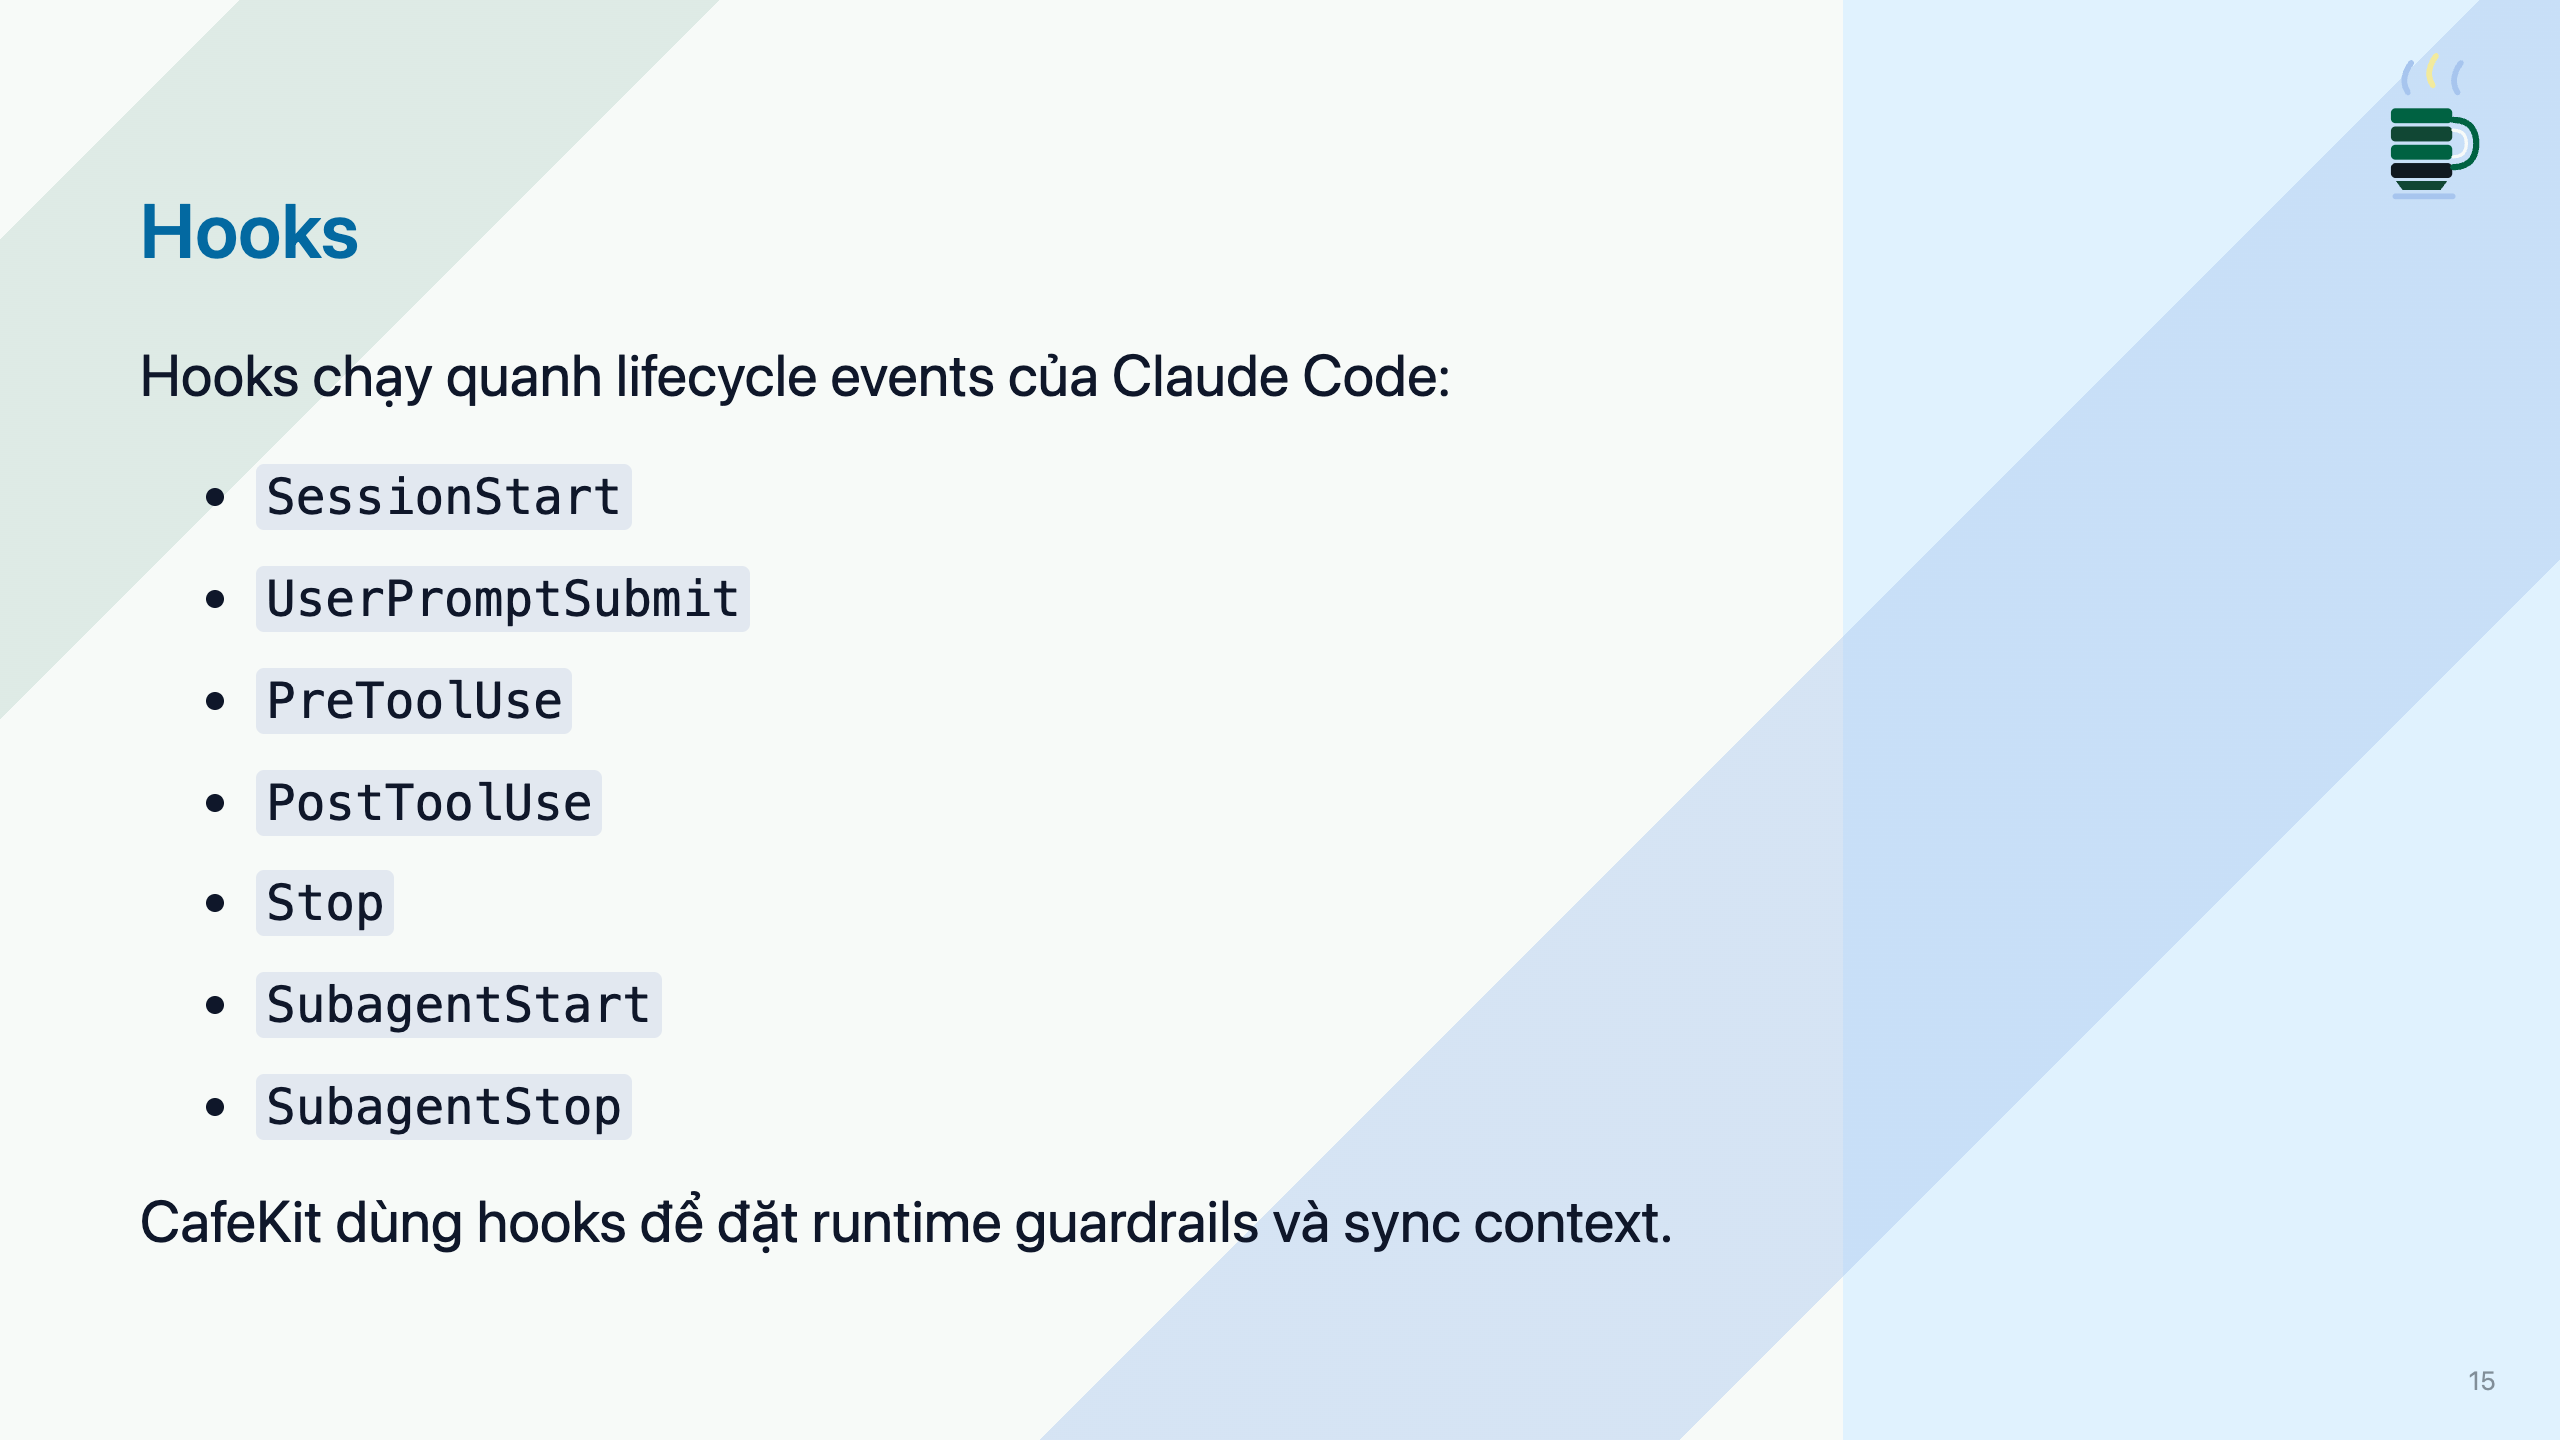 Hooks
Hooks chạy quanh lifecycle events của Claude Code:
• SessionStart
• UserPromptSubmit
• PreToolUse
• PostToolUse
• Stop
• SubagentStart
• SubagentStop
CafeKit dùng hooks để đặt runtime guardrails và sync context.
15